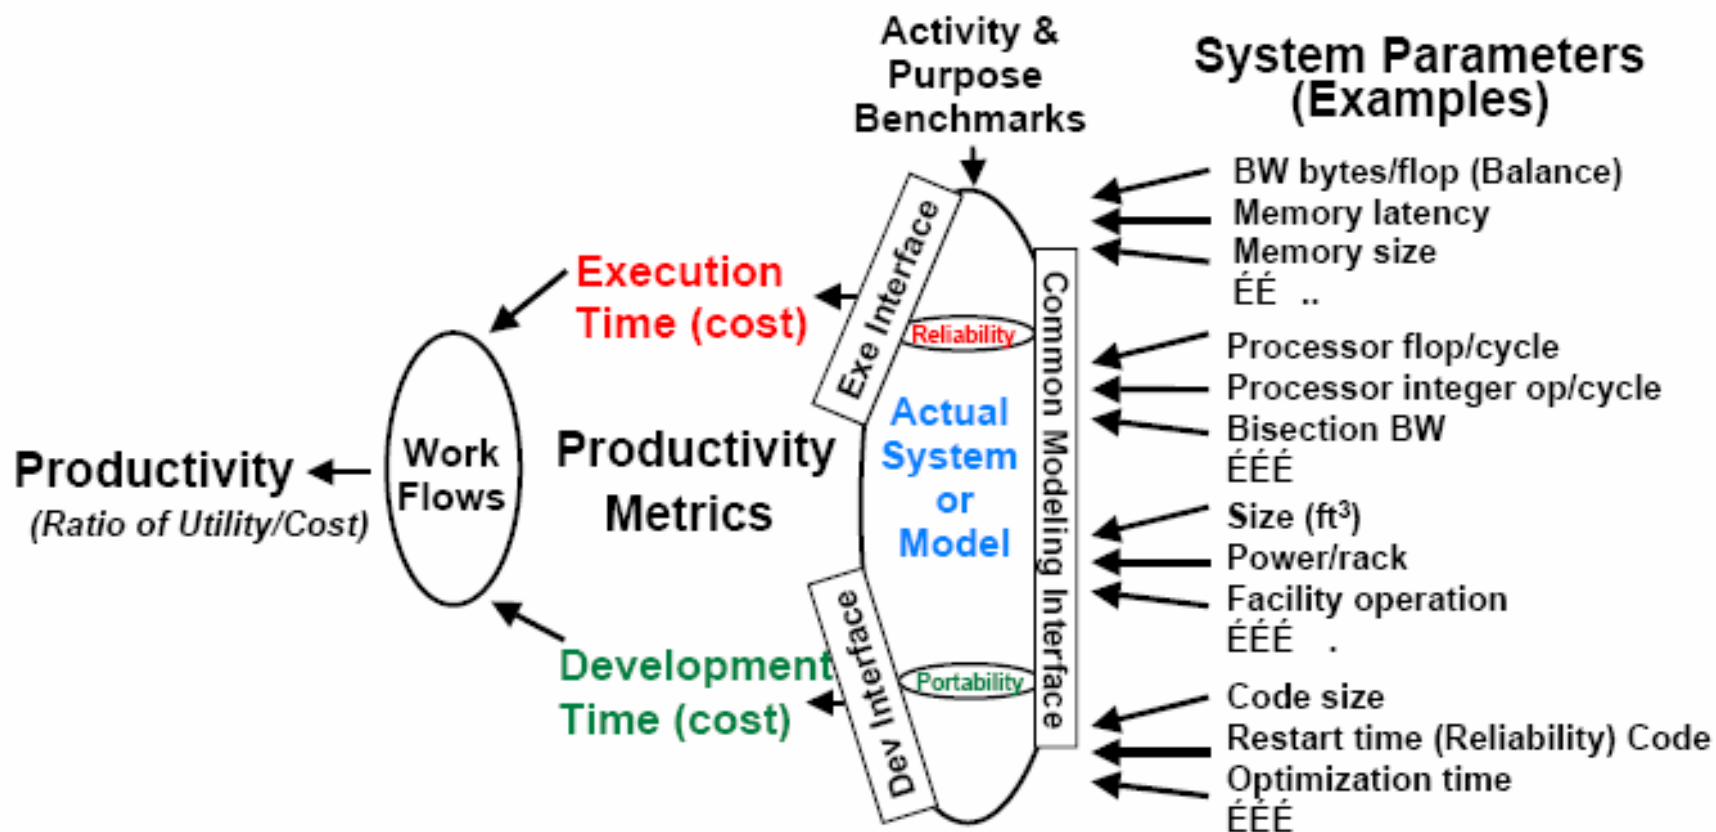 Activity &
Purpose
Benchmarks
System Parameters
(Examples)
BW bytes/flop (Balance)
Memory latency
Memory size
ÉÉ ..
Processor flop/cycle
Processor integer op/cycle
Bisection BW
ÉÉÉ
Size (ft³)
Power/rack
Facility operation
ÉÉÉ .
Code size
Restart time (Reliability) Code
Optimization time
ÉÉÉ
Common Modeling Interface
Exe Interface
Reliability
Actual
System
or
Model
Portability
Dev Interface
Execution
Time (cost)
Productivity
Metrics
Development
Time (cost)
Work
Flows
Productivity
(Ratio of Utility/Cost)